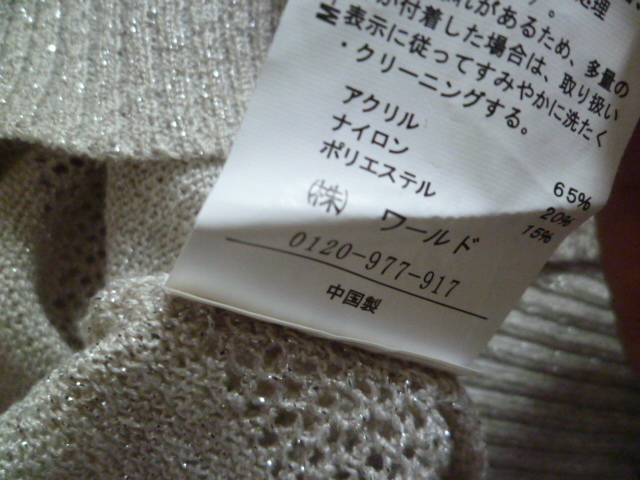 処理
れがあるため、多量の
が付着した場合は、取り扱い
表示に従ってすみやかに洗たく
・クリーニングする。
アクリル 65%
ナイロン 20%
ポリエステル 15%
㈱ ワールド
0120-977-917
中国製